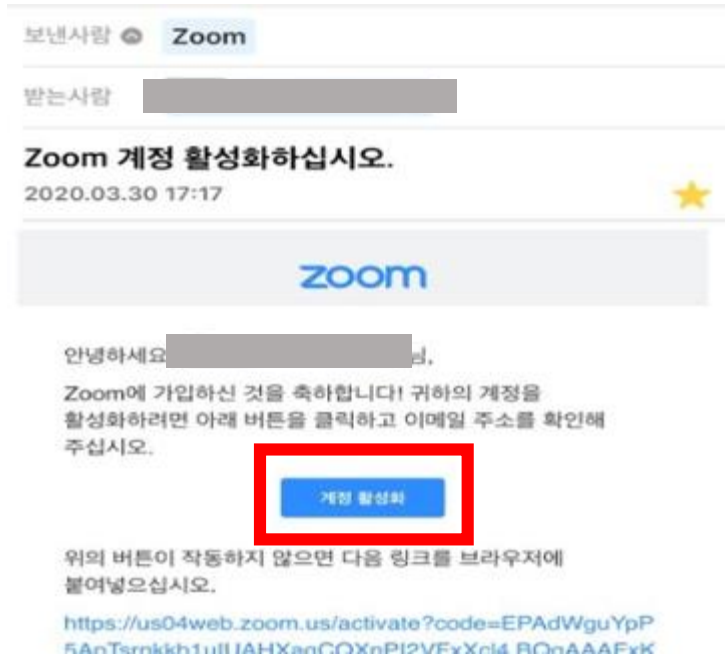 보낸사람 Zoom
받는사람
Zoom 계정 활성화하십시오.
2020.03.30 17:17
zoom
안녕하세요 님,
Zoom에 가입하신 것을 축하합니다! 귀하의 계정을
활성화하려면 아래 버튼을 클릭하고 이메일 주소를 확인해
주십시오.
계정 활성화
위의 버튼이 작동하지 않으면 다음 링크를 브라우저에
붙여넣으십시오.
https://us04web.zoom.us/activate?code=EPAdWguYpP